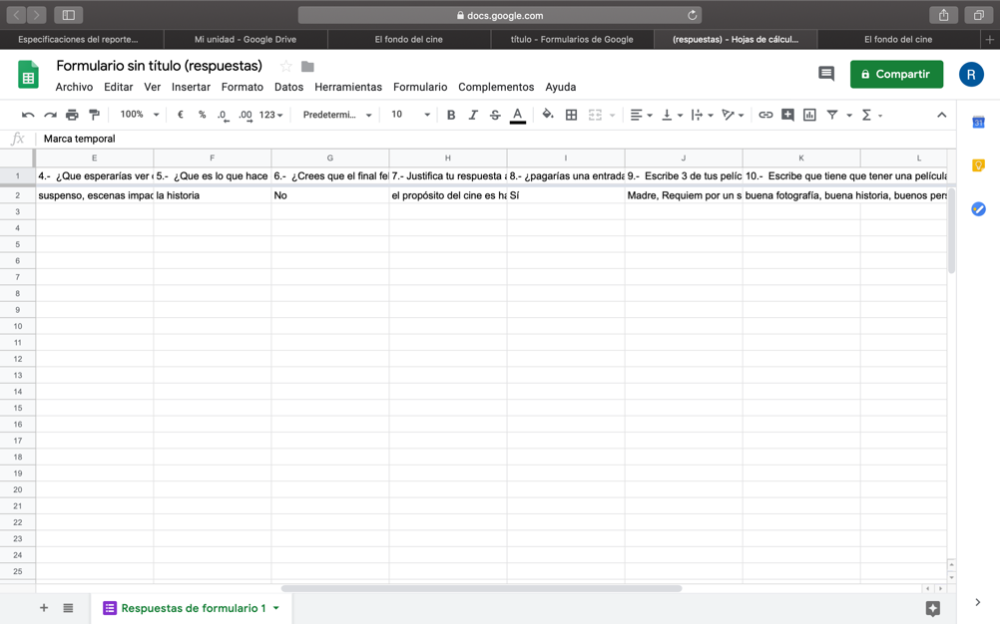 docs.google.com
Especificaciones del reporte...
Mi unidad - Google Drive
El fondo del cine
título - Formularios de Google
(respuestas) - Hojas de cálcul...
El fondo del cine
Formulario sin título (respuestas)
Archivo Editar Ver Insertar Formato Datos Herramientas Formulario Complementos Ayuda
Compartir
R
100% € % .0 .00 123 Predetermi... 10 B I S A Σ
31
fx Marca temporal
E F G H I J K L
1 4.- ¿Que esperarías ver 5.- ¿Que es lo que hace 6.- ¿Crees que el final fe 7.- Justifica tu respuesta a 8.- ¿pagarías una entrada 9.- Escribe 3 de tus pelíc 10.- Escribe que tiene que tener una película
2 suspenso, escenas impac la historia No el propósito del cine es ha Sí Madre, Requiem por un s buena fotografía, buena historia, buenos pers
3
4
5
6
7
8
9
10
11
12
13
14
15
16
17
18
19
20
21
22
23
24
25
Respuestas de formulario 1